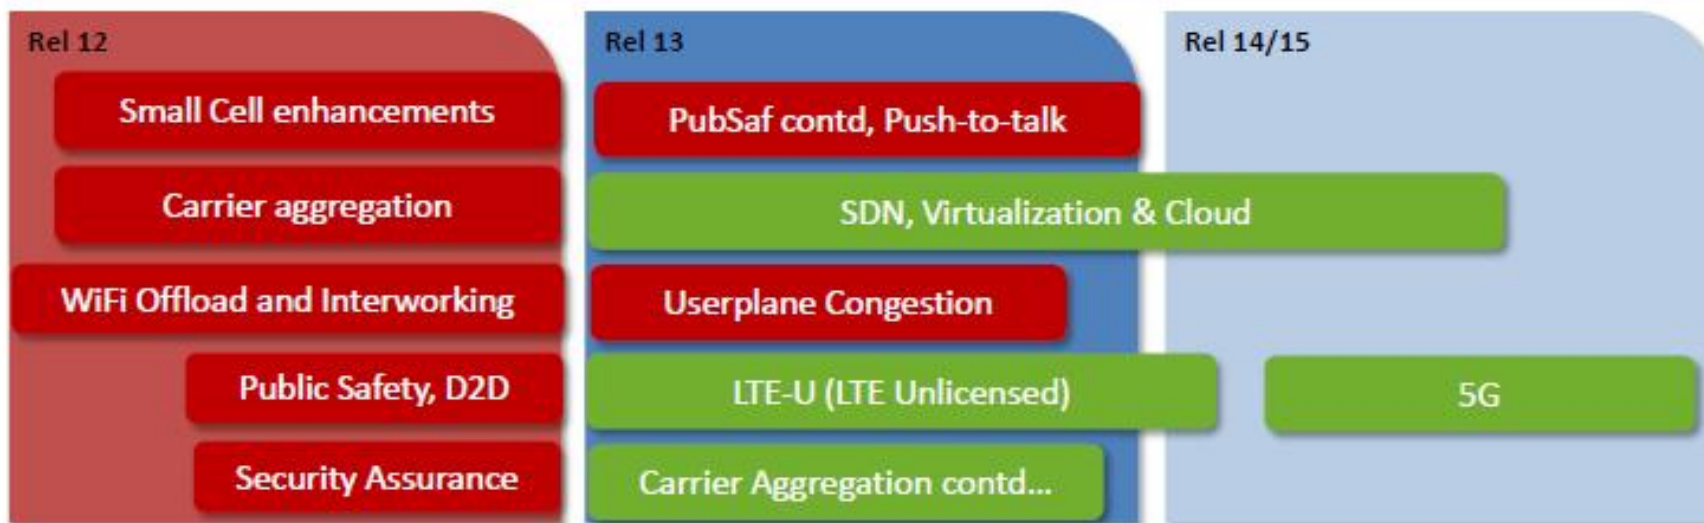 Rel 12
Small Cell enhancements
Carrier aggregation
WiFi Offload and Interworking
Public Safety, D2D
Security Assurance
Rel 13
PubSaf contd, Push-to-talk
SDN, Virtualization & Cloud
Userplane Congestion
LTE-U (LTE Unlicensed)
Carrier Aggregation contd...
Rel 14/15
5G